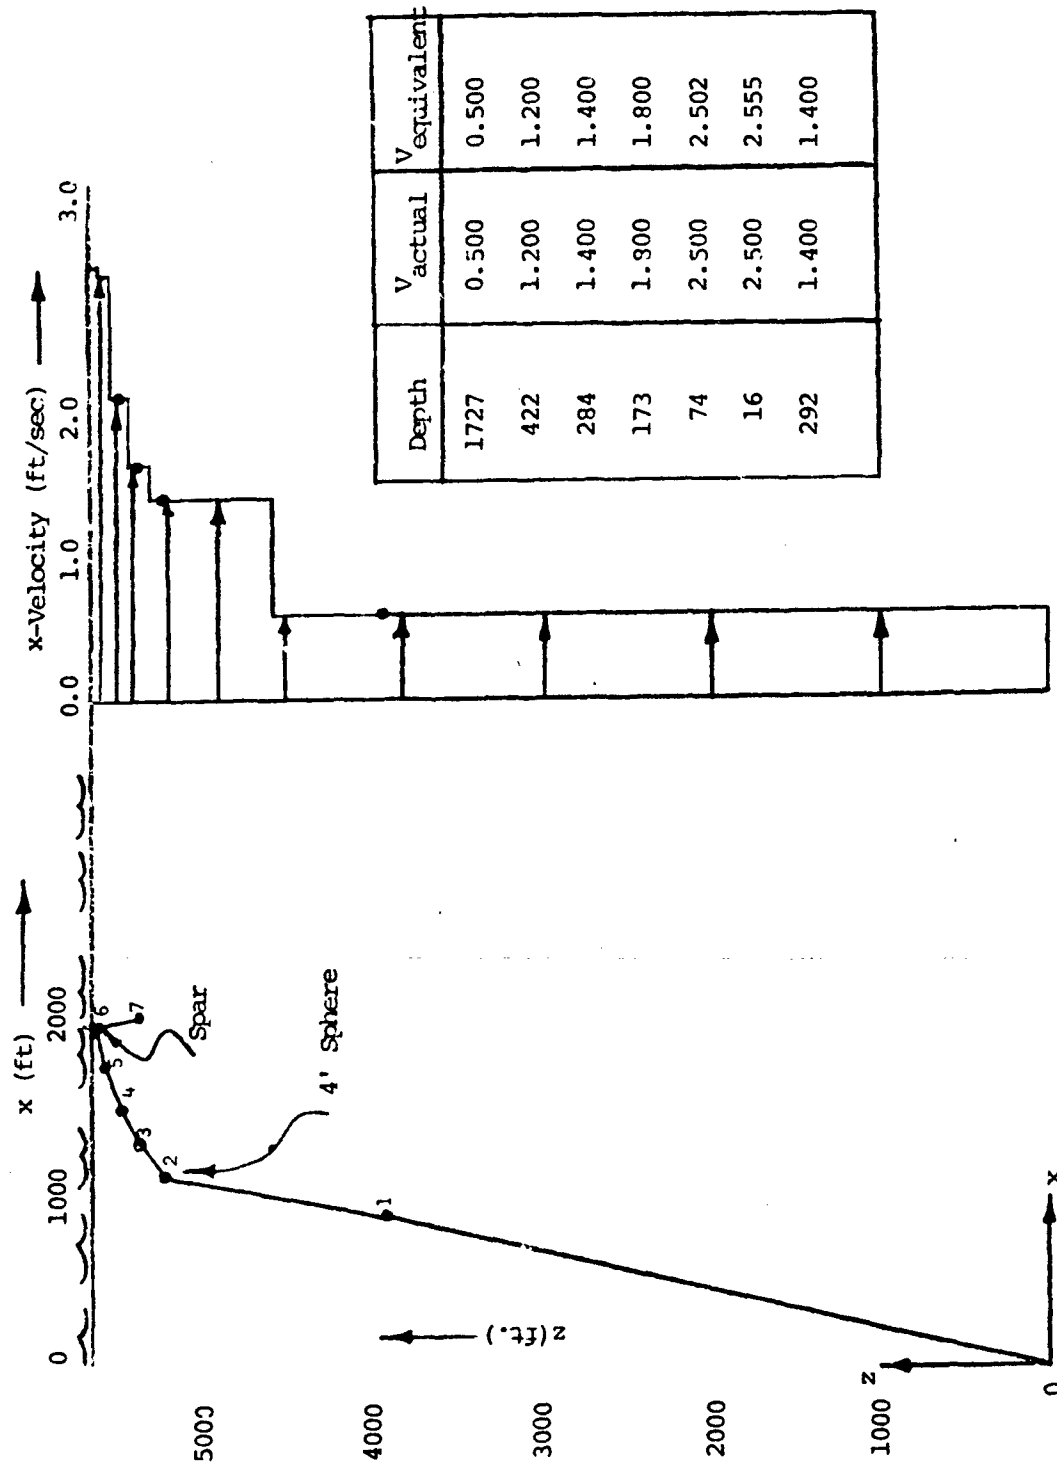 x (ft)
0
1000
2000
x-Velocity (ft/sec)
0.0
1.0
2.0
3.0
5000
4000
3000
2000
1000
0
z(ft.)
z
x
1
2
3
4
5
6
7
Spar
4' Sphere
Depth Vactual Vequivalent
1727 0.500 0.500
422 1.200 1.200
284 1.400 1.400
173 1.800 1.800
74 2.500 2.502
16 2.500 2.555
292 1.400 1.400